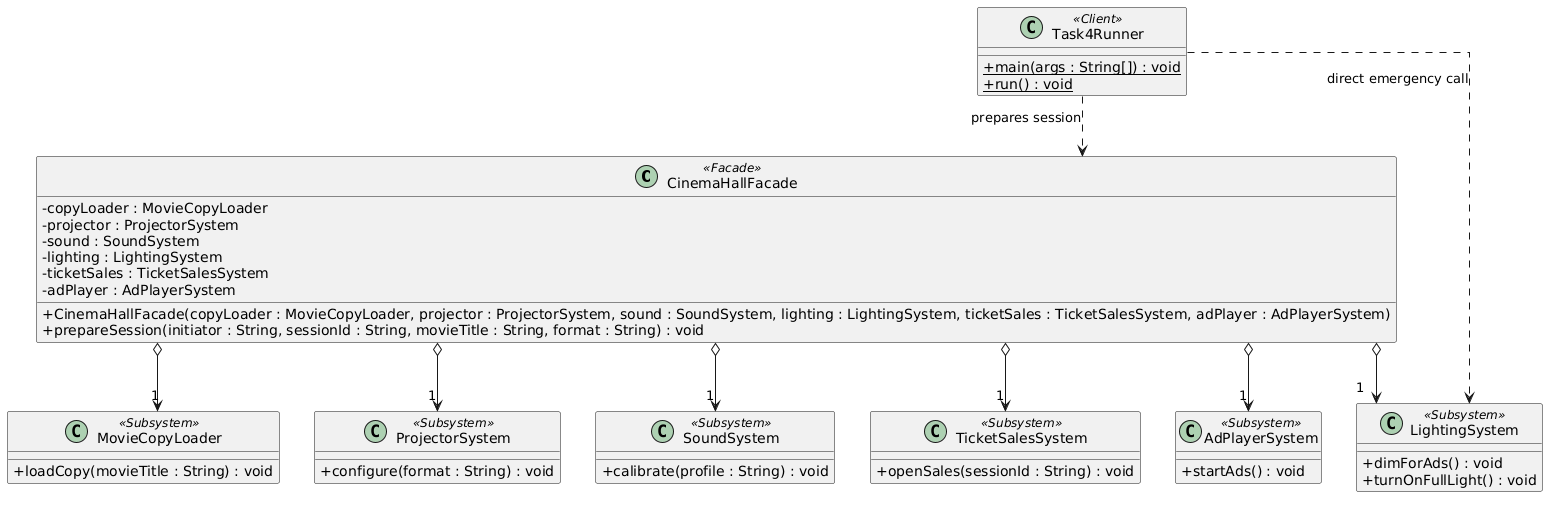 «Client»
C Task4Runner
+main(args : String[]) : void
+run() : void
direct emergency call
prepares session
«Facade»
C CinemaHallFacade
-copyLoader : MovieCopyLoader
-projector : ProjectorSystem
-sound : SoundSystem
-lighting : LightingSystem
-ticketSales : TicketSalesSystem
-adPlayer : AdPlayerSystem
+CinemaHallFacade(copyLoader : MovieCopyLoader, projector : ProjectorSystem, sound : SoundSystem, lighting : LightingSystem, ticketSales : TicketSalesSystem, adPlayer : AdPlayerSystem)
+prepareSession(initiator : String, sessionId : String, movieTitle : String, format : String) : void
1
1
1
1
1
1
«Subsystem»
C MovieCopyLoader
+loadCopy(movieTitle : String) : void
«Subsystem»
C ProjectorSystem
+configure(format : String) : void
«Subsystem»
C SoundSystem
+calibrate(profile : String) : void
«Subsystem»
C TicketSalesSystem
+openSales(sessionId : String) : void
«Subsystem»
C AdPlayerSystem
+startAds() : void
«Subsystem»
C LightingSystem
+dimForAds() : void
+turnOnFullLight() : void